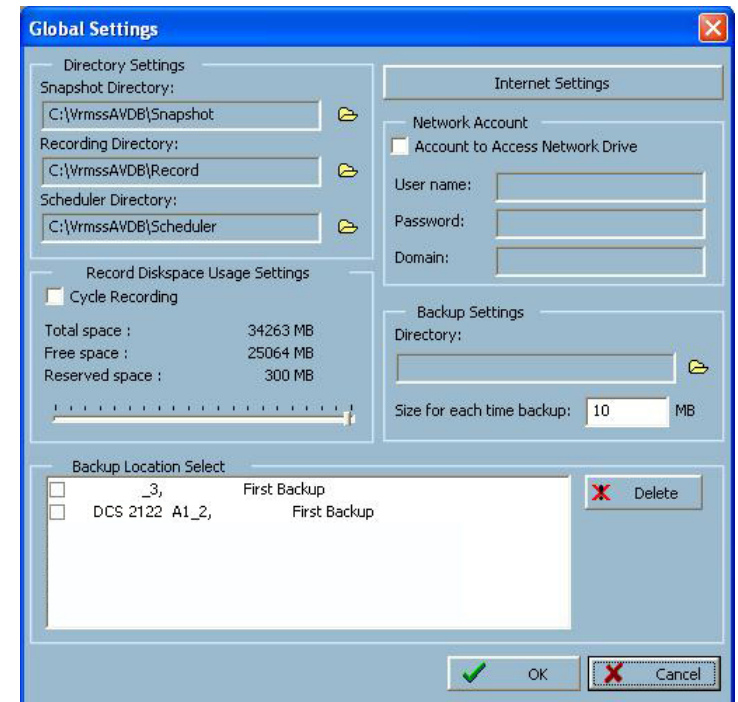 Global Settings
Directory Settings
Snapshot Directory:
C:\VrmssAVDB\Snapshot
Recording Directory:
C:\VrmssAVDB\Record
Scheduler Directory:
C:\VrmssAVDB\Scheduler
Record Diskspace Usage Settings
Cycle Recording
Total space : 34263 MB
Free space : 25064 MB
Reserved space : 300 MB
Internet Settings
Network Account
Account to Access Network Drive
User name:
Password:
Domain:
Backup Settings
Directory:
Size for each time backup: 10 MB
Backup Location Select
_3, First Backup
DCS 2122 A1_2, First Backup
Delete
OK
Cancel